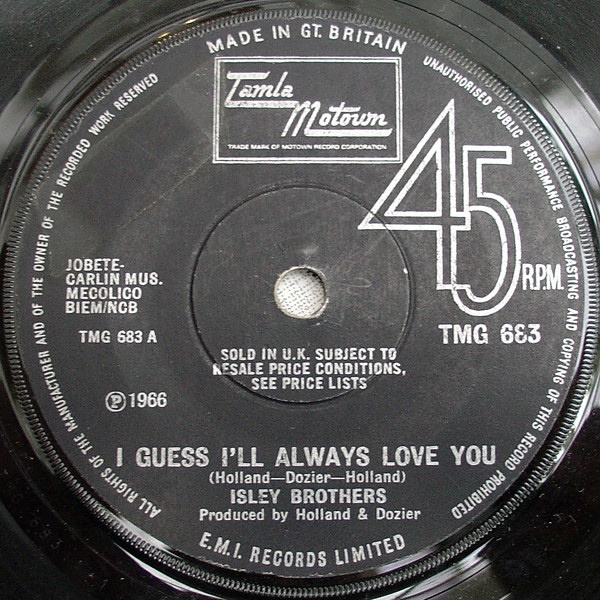 MADE IN GT. BRITAIN
UNAUTHORISED PUBLIC PERFORMANCE BROADCASTING AND COPYING OF THIS RECORD PROHIBITED
ALL RIGHTS OF THE MANUFACTURER AND OF THE OWNER OF THE RECORDED WORK RESERVED
Tamla
Motown
TRADE MARK OF MOTOWN RECORD CORPORATION
45
R.P.M.
JOBETE-
CARLIN MUS.
MECOLICO
BIEM/NCB
TMG 683 A
TMG 683
SOLD IN U.K. SUBJECT TO
RESALE PRICE CONDITIONS,
SEE PRICE LISTS
Ⓟ1966
I GUESS I'LL ALWAYS LOVE YOU
(Holland—Dozier—Holland)
ISLEY BROTHERS
Produced by Holland & Dozier
E.M.I. RECORDS LIMITED